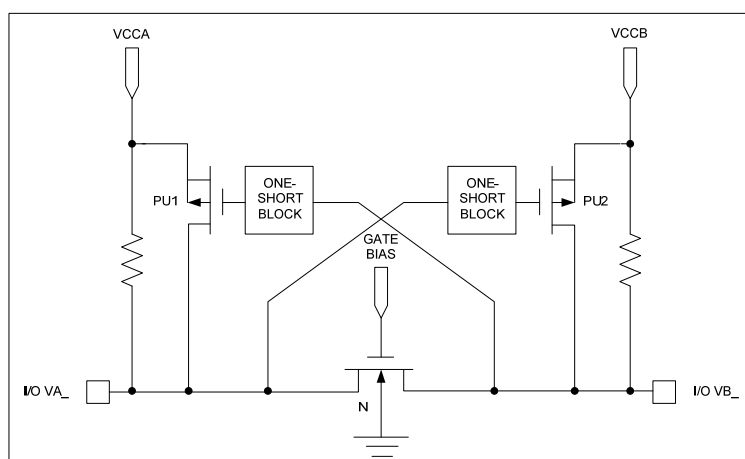 VCCA
VCCB
PU1
ONE-
SHORT
BLOCK
ONE-
SHORT
BLOCK
PU2
GATE
BIAS
I/O VA_
N
I/O VB_